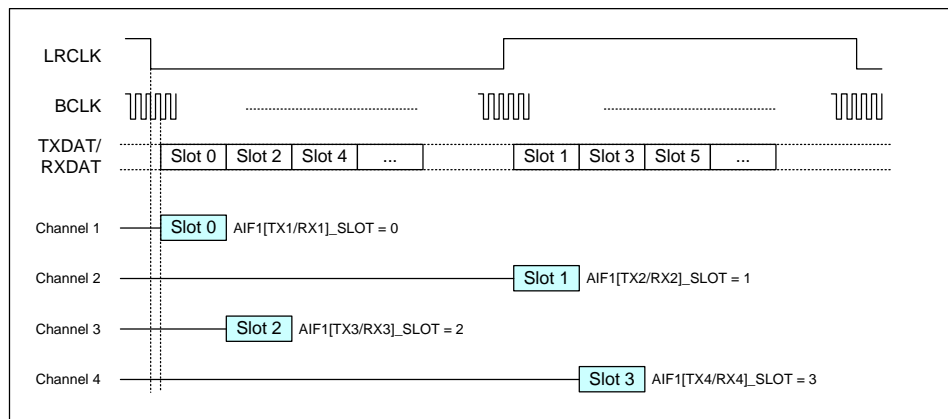 LRCLK
BCLK
TXDAT/
RXDAT
Slot 0 Slot 2 Slot 4 ... Slot 1 Slot 3 Slot 5 ...
Channel 1 Slot 0 AIF1[TX1/RX1]_SLOT = 0
Channel 2 Slot 1 AIF1[TX2/RX2]_SLOT = 1
Channel 3 Slot 2 AIF1[TX3/RX3]_SLOT = 2
Channel 4 Slot 3 AIF1[TX4/RX4]_SLOT = 3